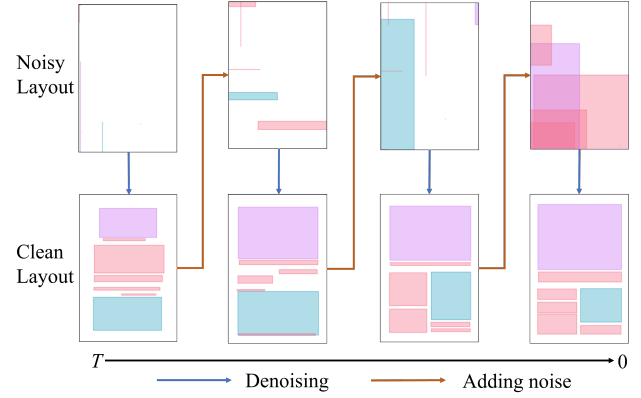 Noisy
Layout
Clean
Layout
T 0
Denoising Adding noise